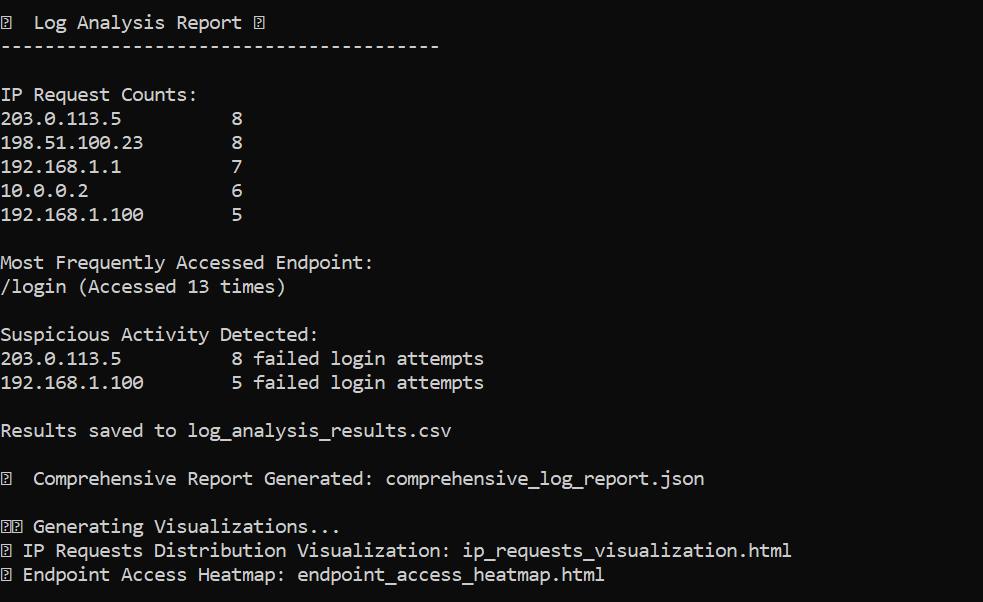 Log Analysis Report
----------------------------------------
IP Request Counts:
203.0.113.5          8
198.51.100.23        8
192.168.1.1          7
10.0.0.2             6
192.168.1.100        5
Most Frequently Accessed Endpoint:
/login (Accessed 13 times)
Suspicious Activity Detected:
203.0.113.5          8 failed login attempts
192.168.1.100        5 failed login attempts
Results saved to log_analysis_results.csv
Comprehensive Report Generated: comprehensive_log_report.json
Generating Visualizations...
IP Requests Distribution Visualization: ip_requests_visualization.html
Endpoint Access Heatmap: endpoint_access_heatmap.html